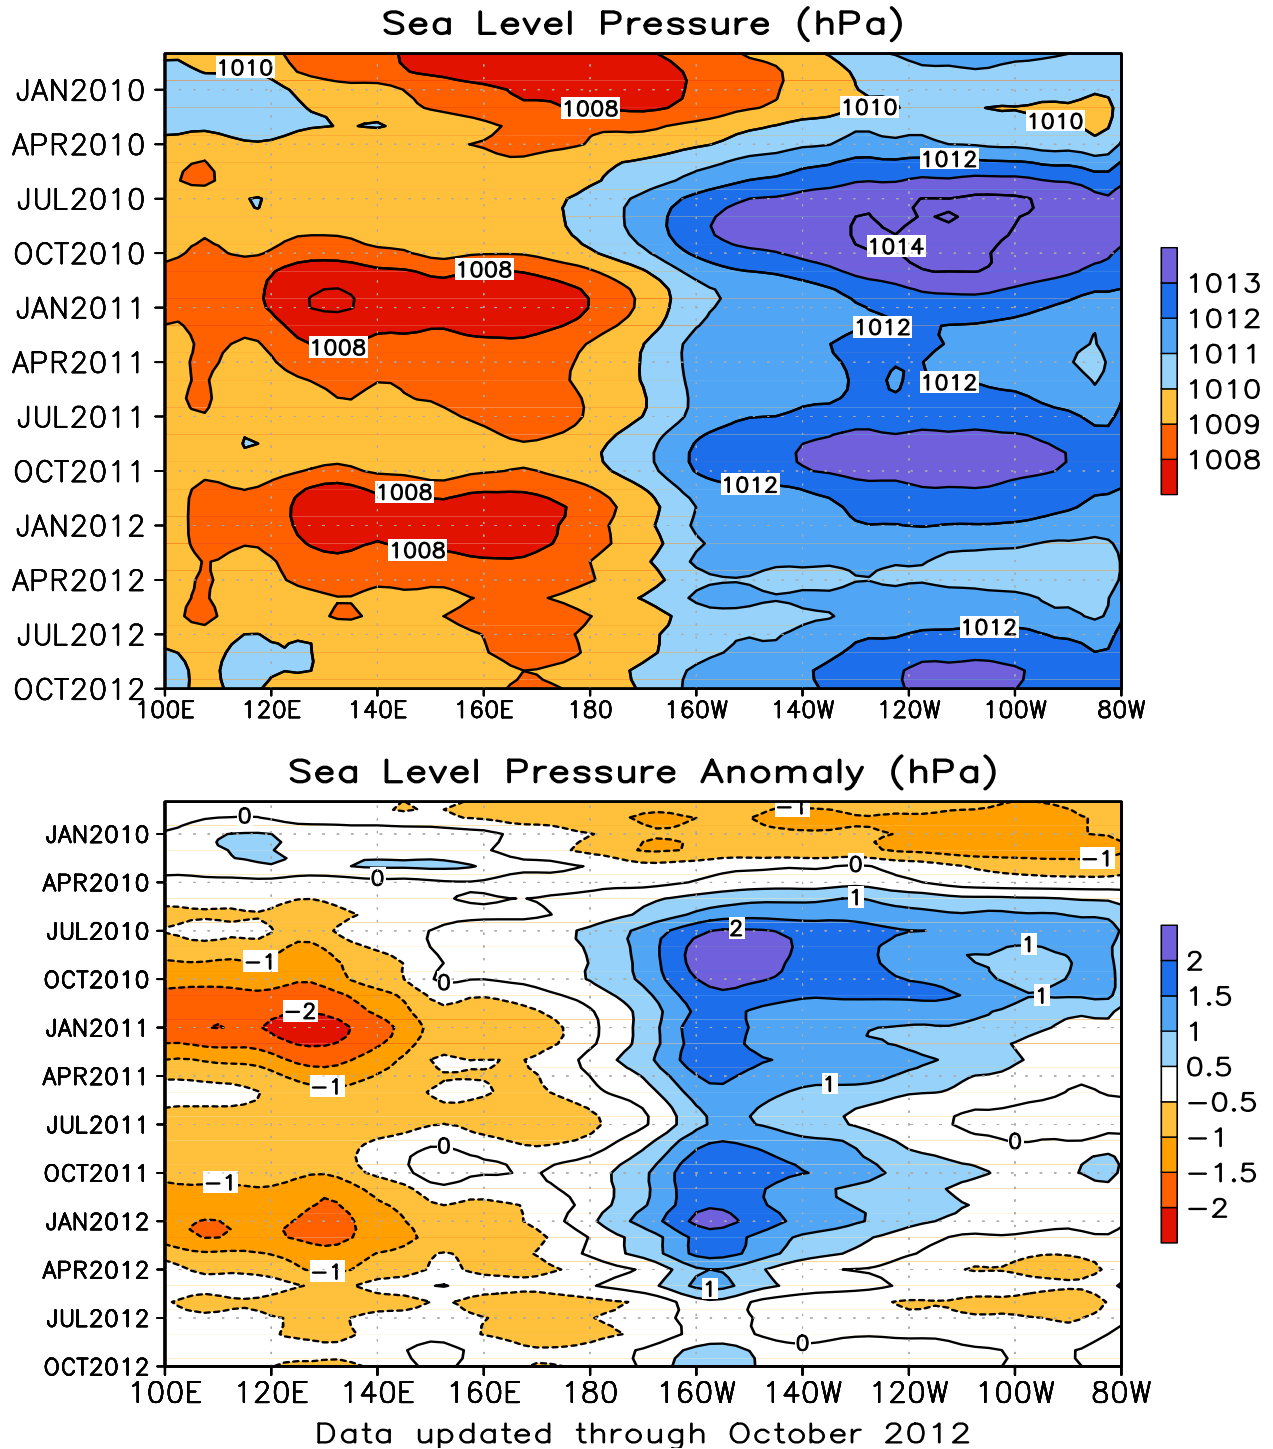 Sea Level Pressure (hPa)
JAN2010
APR2010
JUL2010
OCT2010
JAN2011
APR2011
JUL2011
OCT2011
JAN2012
APR2012
JUL2012
OCT2012
1010
1008
1010
1010
1012
1014
1008
1008
1012
1012
1008
1012
1008
1012
1013
1012
1011
1010
1009
1008
100E 120E 140E 160E 180 160W 140W 120W 100W 80W
Sea Level Pressure Anomaly (hPa)
JAN2010
APR2010
JUL2010
OCT2010
JAN2011
APR2011
JUL2011
OCT2011
JAN2012
APR2012
JUL2012
OCT2012
0
−1
−1
0
0
1
2
1
−1
0
1
−2
−1
1
0
0
−1
−1
1
0
2
1.5
1
0.5
−0.5
−1
−1.5
−2
100E 120E 140E 160E 180 160W 140W 120W 100W 80W
Data updated through October 2012